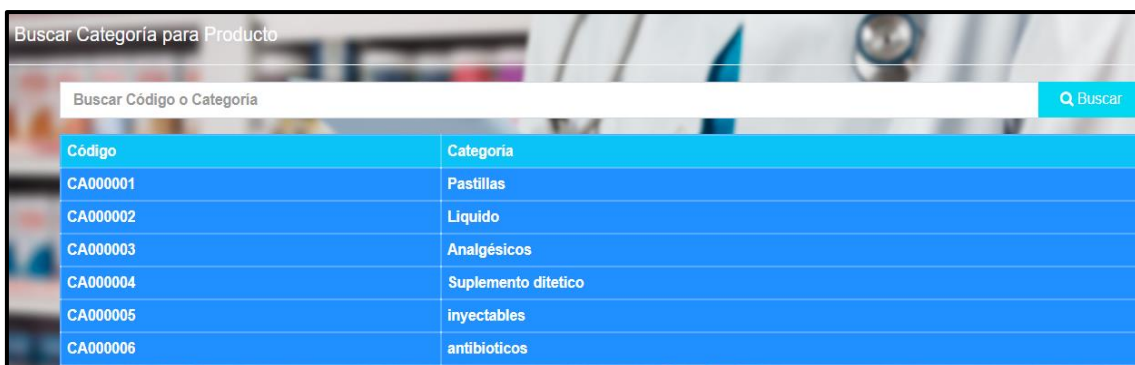 Buscar Categoría para Producto
Buscar Código o Categoria
Buscar
Código Categoria
CA000001 Pastillas
CA000002 Liquido
CA000003 Analgésicos
CA000004 Suplemento ditetico
CA000005 inyectables
CA000006 antibioticos